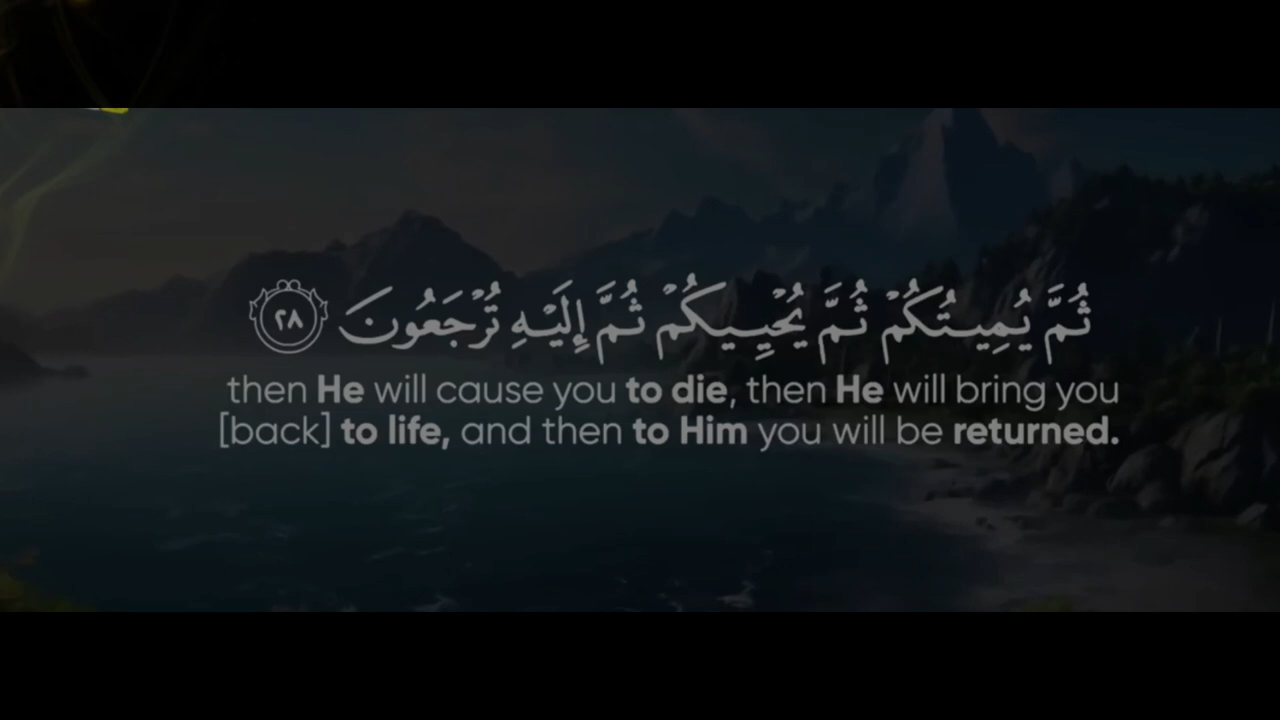 ثُمَّ يُمِيتُكُمْ ثُمَّ يُحْيِيكُمْ ثُمَّ إِلَيْهِ تُرْجَعُونَ ٢٨
then He will cause you to die, then He will bring you
[back] to life, and then to Him you will be returned.